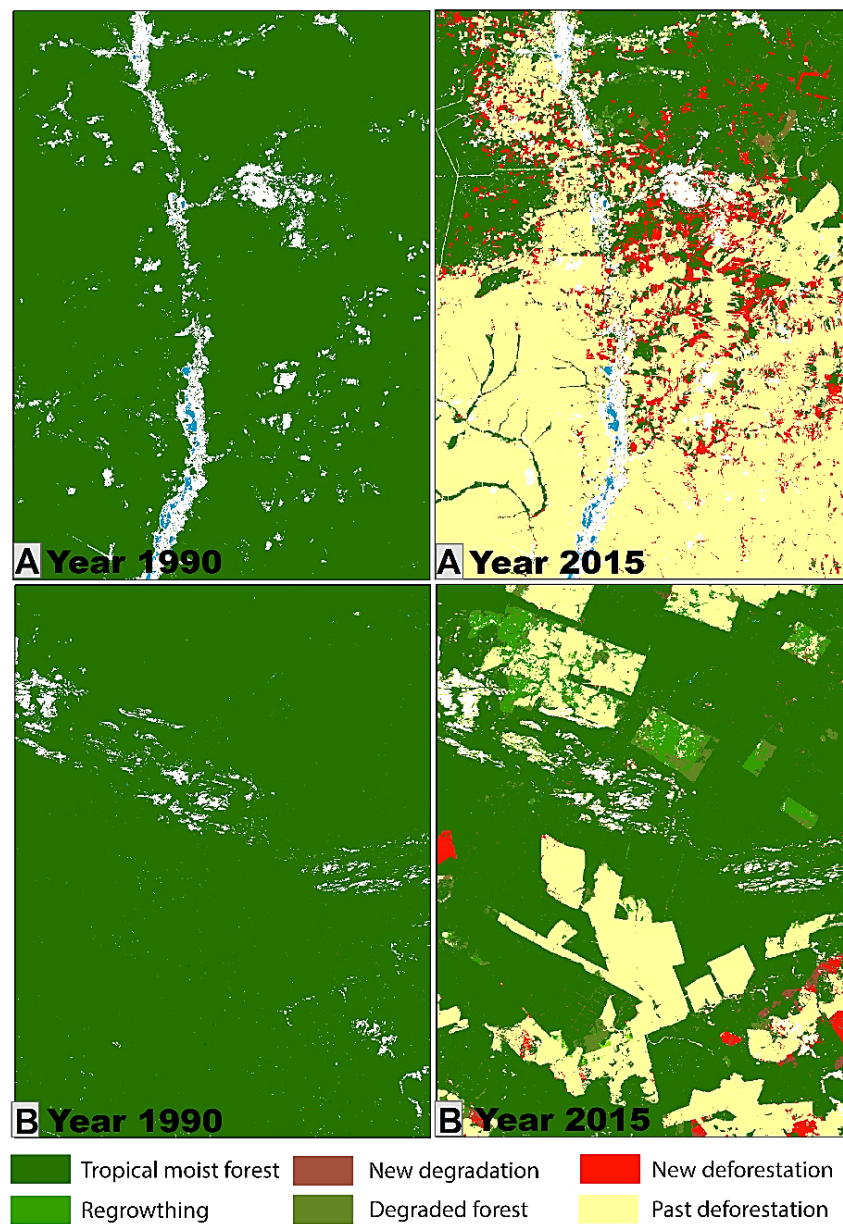 A Year 1990
A Year 2015
B Year 1990
B Year 2015
Tropical moist forest
New degradation
New deforestation
Regrowthing
Degraded forest
Past deforestation